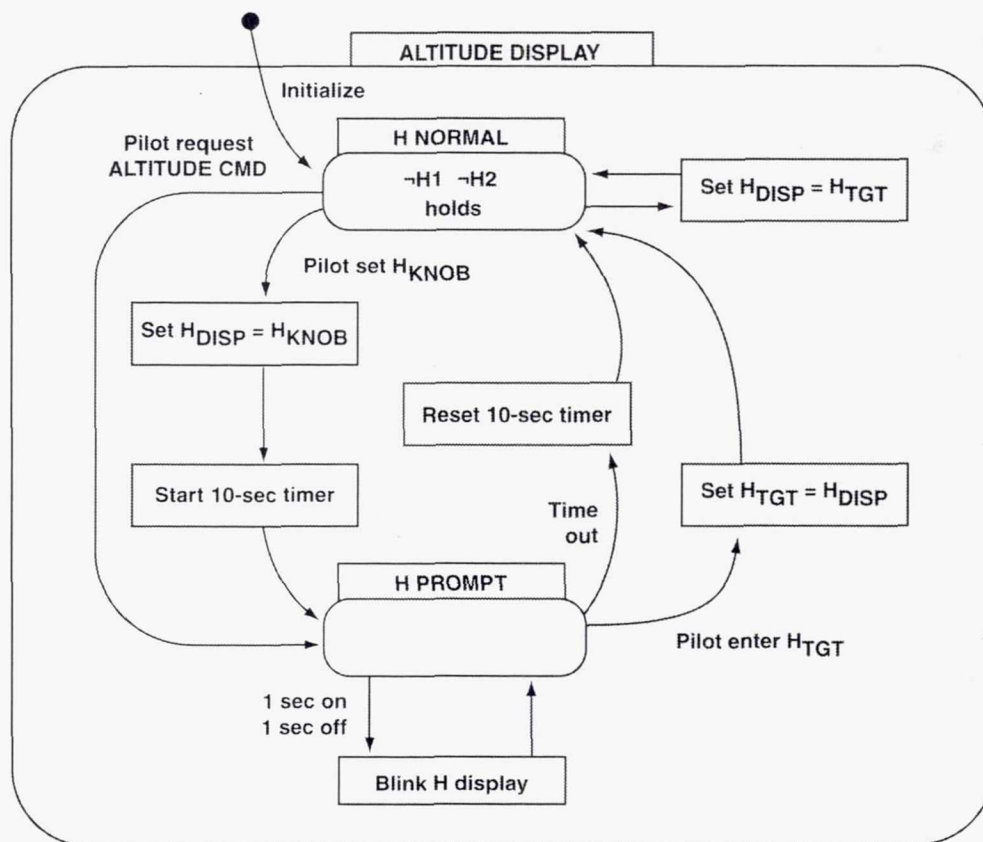 ALTITUDE DISPLAY
Initialize
H NORMAL
Pilot request
ALTITUDE CMD
¬H1 ¬H2
holds
Set HDISP = HTGT
Pilot set HKNOB
Set HDISP = HKNOB
Reset 10-sec timer
Start 10-sec timer
Set HTGT = HDISP
Time
out
H PROMPT
Pilot enter HTGT
1 sec on
1 sec off
Blink H display